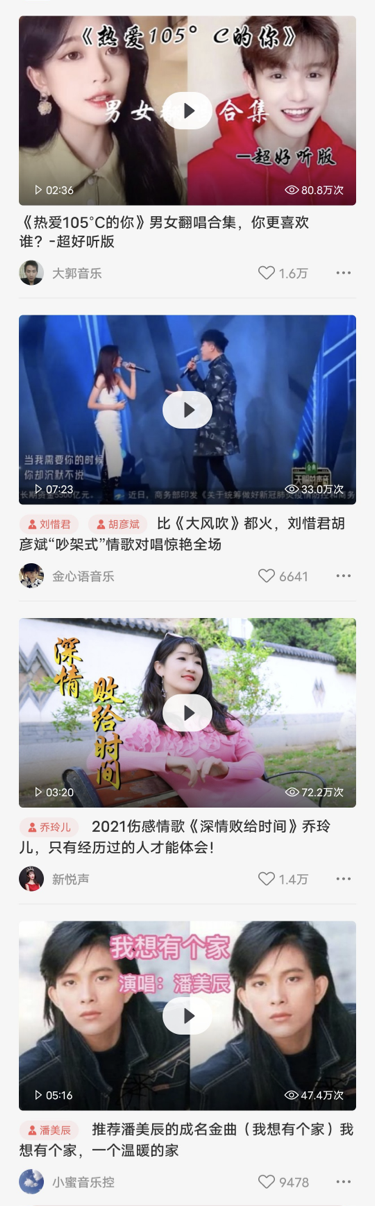 《热爱105°C的你》
男女
合集
一超好听版
02:36
80.8万次
《热爱105°C的你》男女翻唱合集，你更喜欢
谁？-超好听版
大郭音乐
1.6万
当我需要你的时候
你却沉默不说
07:23
33.0万次
刘惜君 胡彦斌 比《大风吹》都火，刘惜君胡
彦斌“吵架式”情歌对唱惊艳全场
金心语音乐
6641
深情
败给时间
03:20
72.2万次
乔玲儿 2021伤感情歌《深情败给时间》乔玲
儿，只有经历过的人才能体会！
新悦声
1.4万
我想有个家
演唱：潘美辰
05:16
47.4万次
潘美辰 推荐潘美辰的成名金曲（我想有个家）我
想有个家，一个温暖的家
小蜜音乐控
9478